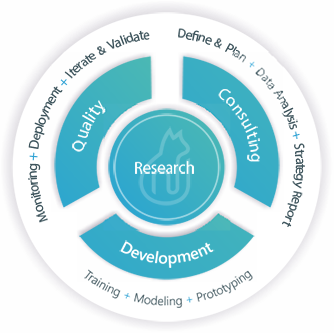 Define & Plan + Data Analysis + Strategy Report
Consulting
Training + Modeling + Prototyping
Development
Monitoring + Deployment + Iterate & Validate
Quality
Research